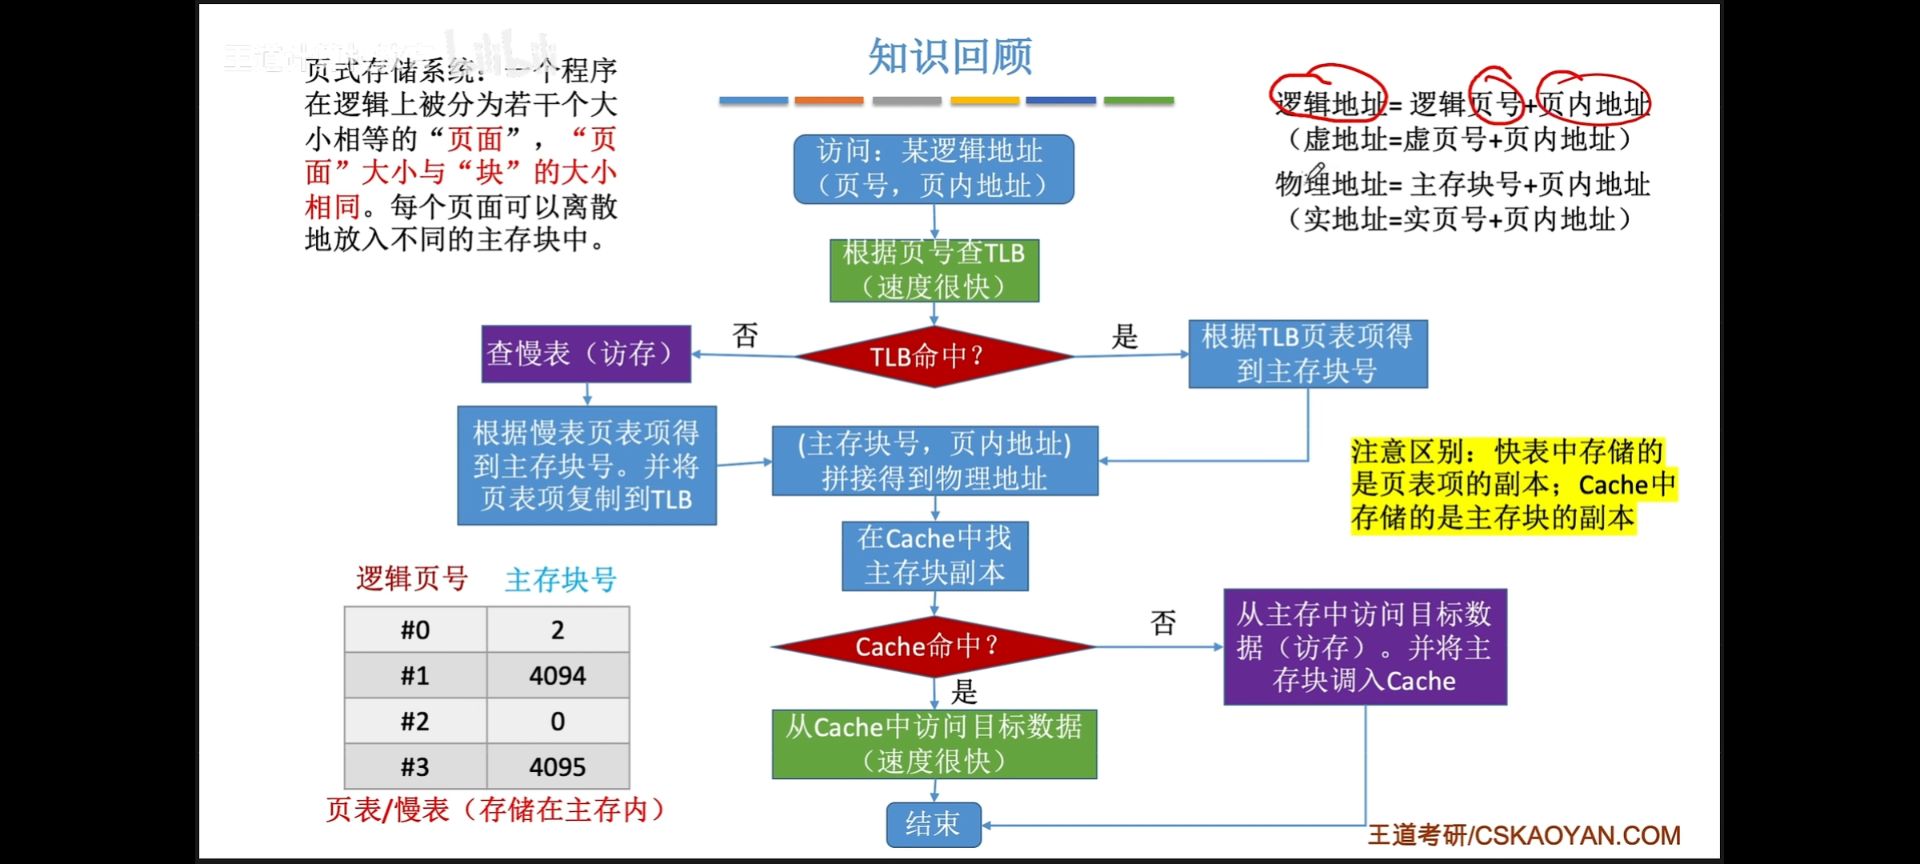 知识回顾
页式存储系统：一个程序
在逻辑上被分为若干个大
小相等的“页面”，“页
面”大小与“块”的大小
相同。每个页面可以离散
地放入不同的主存块中。
逻辑地址= 逻辑页号+页内地址
（虚地址=虚页号+页内地址）
物理地址= 主存块号+页内地址
（实地址=实页号+页内地址）
访问：某逻辑地址
（页号，页内地址）
根据页号查TLB
（速度很快）
TLB命中？
否
是
查慢表（访存）
根据TLB页表项得
到主存块号
根据慢表页表项得
到主存块号。并将
页表项复制到TLB
(主存块号，页内地址)
拼接得到物理地址
注意区别：快表中存储的
是页表项的副本；Cache中
存储的是主存块的副本
在Cache中找
主存块副本
Cache命中？
否
是
从主存中访问目标数
据（访存）。并将主
存块调入Cache
从Cache中访问目标数据
（速度很快）
结束
逻辑页号 主存块号
#0 2
#1 4094
#2 0
#3 4095
页表/慢表（存储在主存内）
王道考研/CSKAOYAN.COM
bilibili